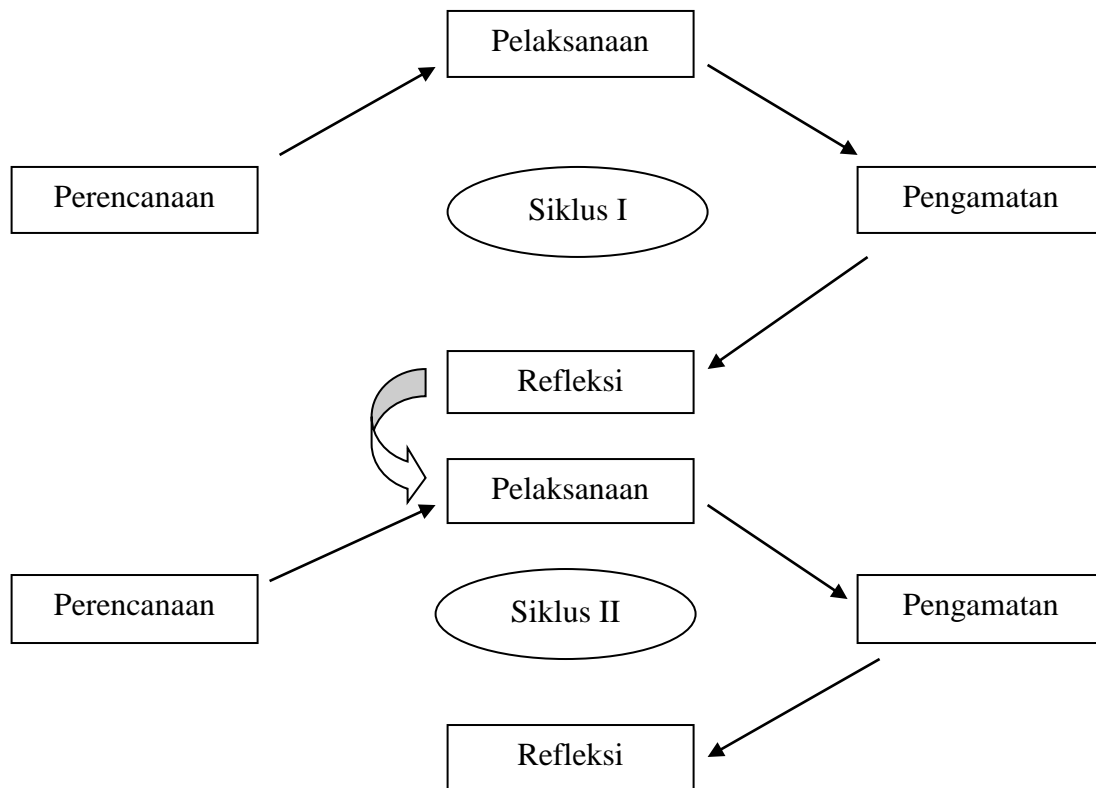 Pelaksanaan
Perencanaan
Siklus I
Pengamatan
Refleksi
Pelaksanaan
Perencanaan
Siklus II
Pengamatan
Refleksi